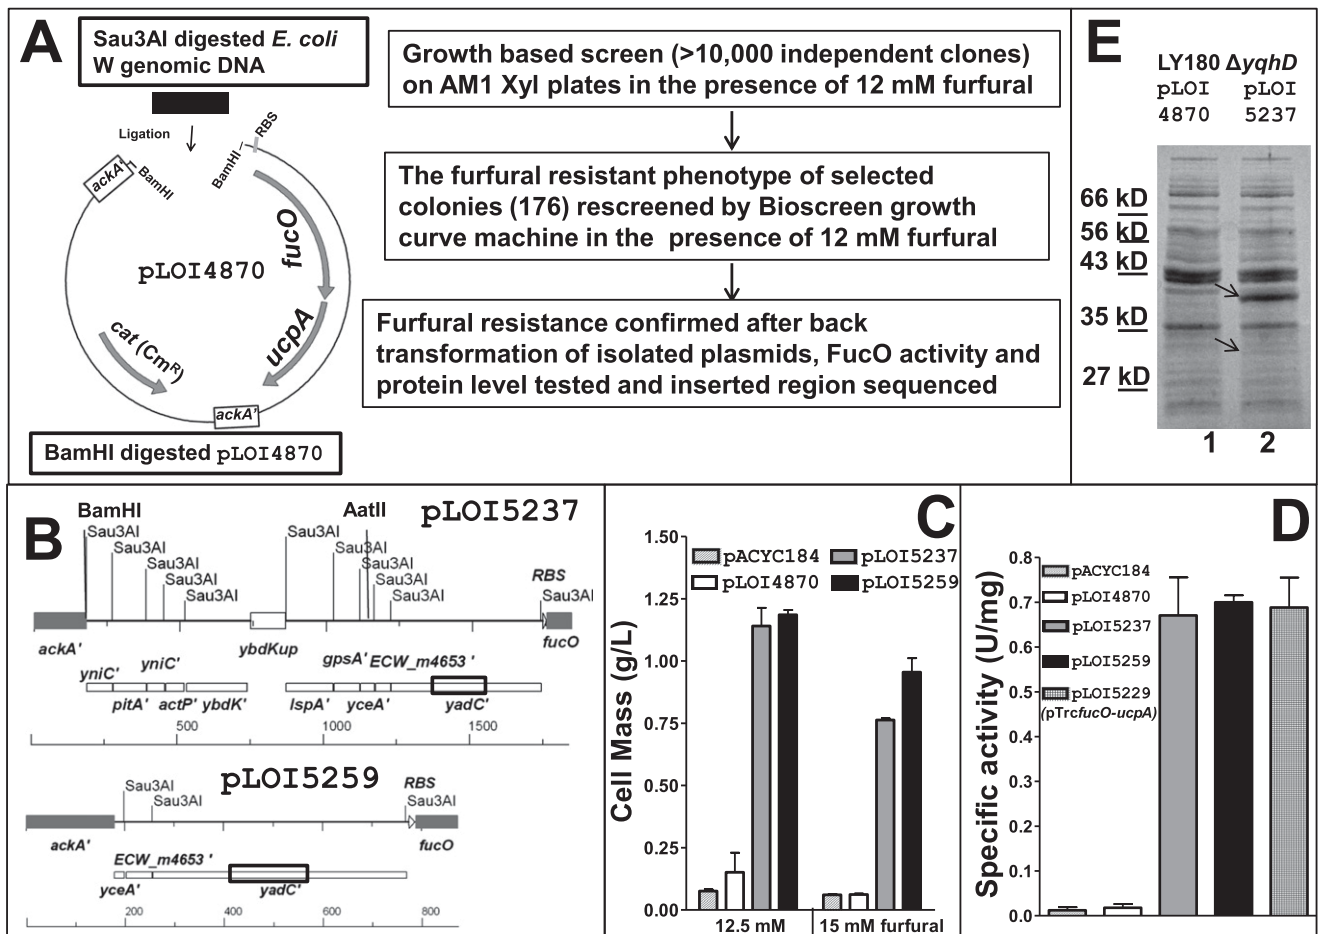 A
Sau3AI digested E. coli
W genomic DNA
Ligation
ackA'
BamHI
BamHI
RBS
fucO
pLOI4870
ucpA
cat (CmR)
ackA'
BamHI digested pLOI4870
Growth based screen (>10,000 independent clones)
on AM1 Xyl plates in the presence of 12 mM furfural
The furfural resistant phenotype of selected
colonies (176) rescreened by Bioscreen growth
curve machine in the presence of 12 mM furfural
Furfural resistance confirmed after back
transformation of isolated plasmids, FucO activity and
protein level tested and inserted region sequenced
E
LY180 ΔyqhD
pLOI pLOI
4870 5237
66 kD
56 kD
43 kD
35 kD
27 kD
1 2
B
BamHI AatII pLOI5237
Sau3AI Sau3AI
Sau3AI Sau3AI
Sau3AI Sau3AI
Sau3AI Sau3AI RBS
Sau3AI Sau3AI Sau3AI
ackA' ybdKup fucO
yniC' yniC' gpsA' ECW_m4653 '
pitA' actP' ybdK' lspA' yceA' yadC'
500 1000 1500
pLOI5259
Sau3AI RBS
Sau3AI Sau3AI
ackA' fucO
ECW_m4653 '
yceA' yadC'
200 400 600 800
C
Cell Mass (g/L)
1.50
1.25
1.00
0.75
0.50
0.25
0.00
pACYC184 pLOI5237
pLOI4870 pLOI5259
12.5 mM 15 mM furfural
D
Specific activity (U/mg)
0.8
0.7
0.6
0.5
0.4
0.3
0.2
0.1
0.0
pACYC184
pLOI4870
pLOI5237
pLOI5259
pLOI5229
(pTrcfucO-ucpA)